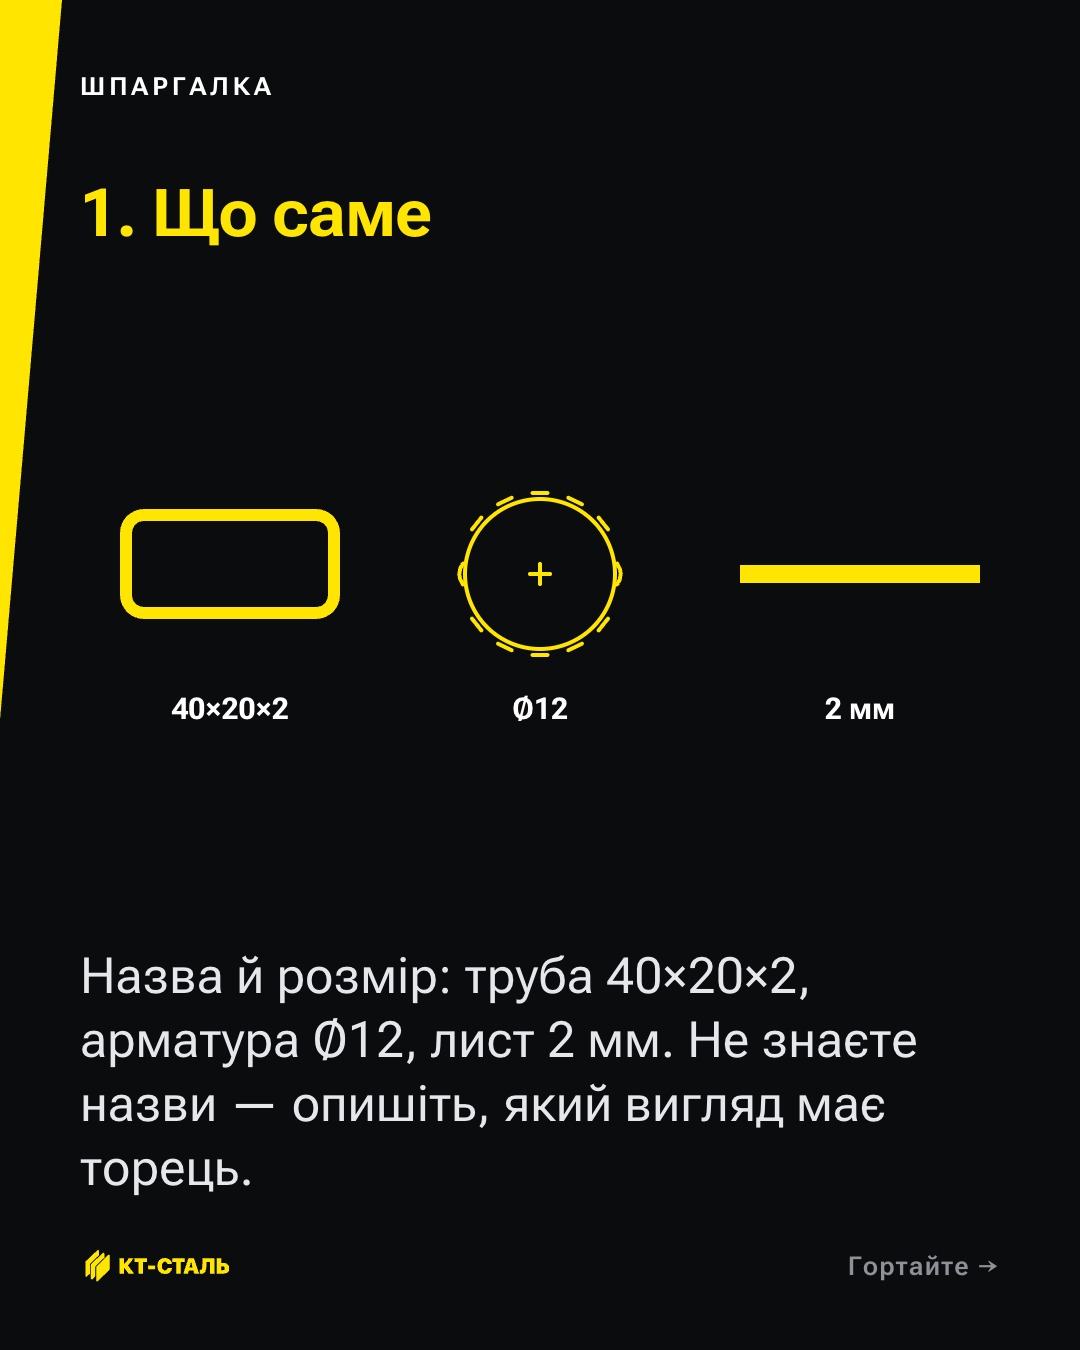 ШПАРГАЛКА
1. Що саме
40×20×2
Ø12
2 мм
Назва й розмір: труба 40×20×2,
арматура Ø12, лист 2 мм. Не знаєте
назви — опишіть, який вигляд має
торець.
КТ-СТАЛЬ
Гортайте →